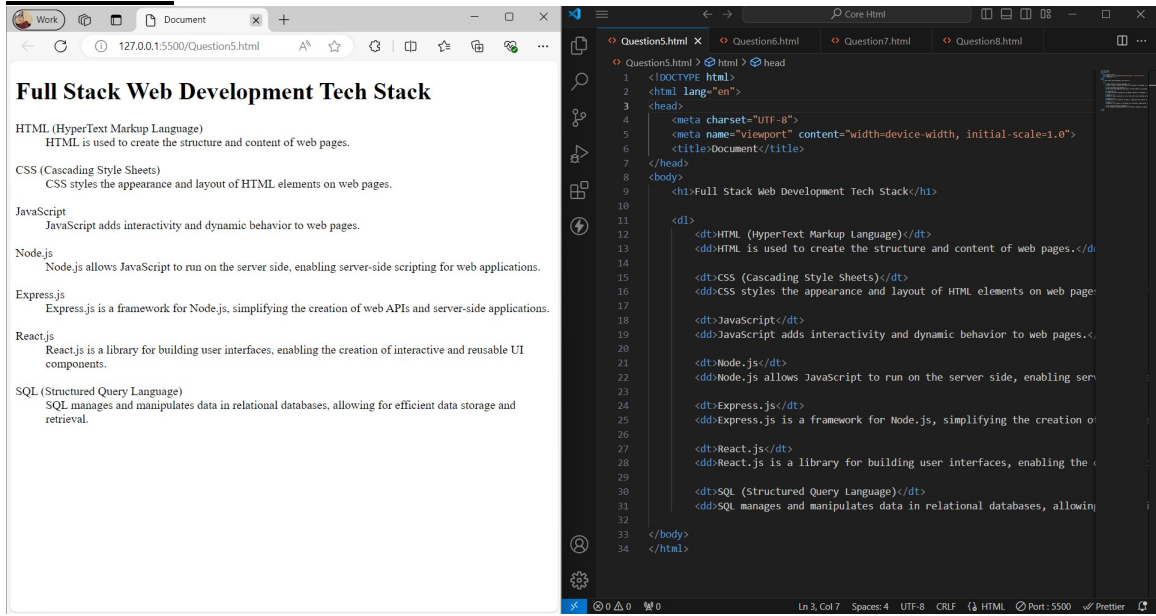 Work
Document
127.0.0.1:5500/Question5.html
Full Stack Web Development Tech Stack
HTML (HyperText Markup Language)
HTML is used to create the structure and content of web pages.
CSS (Cascading Style Sheets)
CSS styles the appearance and layout of HTML elements on web pages.
JavaScript
JavaScript adds interactivity and dynamic behavior to web pages.
Node.js
Node.js allows JavaScript to run on the server side, enabling server-side scripting for web applications.
Express.js
Express.js is a framework for Node.js, simplifying the creation of web APIs and server-side applications.
React.js
React.js is a library for building user interfaces, enabling the creation of interactive and reusable UI
components.
SQL (Structured Query Language)
SQL manages and manipulates data in relational databases, allowing for efficient data storage and
retrieval.
Core Html
Question5.html Question6.html Question7.html Question8.html
Question5.html > html > head
1 <!DOCTYPE html>
2 <html lang="en">
3 <head>
4 <meta charset="UTF-8">
5 <meta name="viewport" content="width=device-width, initial-scale=1.0">
6 <title>Document</title>
7 </head>
8 <body>
9 <h1>Full Stack Web Development Tech Stack</h1>
10
11 <dl>
12 <dt>HTML (HyperText Markup Language)</dt>
13 <dd>HTML is used to create the structure and content of web pages.</d
14
15 <dt>CSS (Cascading Style Sheets)</dt>
16 <dd>CSS styles the appearance and layout of HTML elements on web page
17
18 <dt>JavaScript</dt>
19 <dd>JavaScript adds interactivity and dynamic behavior to web pages.<
20
21 <dt>Node.js</dt>
22 <dd>Node.js allows JavaScript to run on the server side, enabling ser
23
24 <dt>Express.js</dt>
25 <dd>Express.js is a framework for Node.js, simplifying the creation o
26
27 <dt>React.js</dt>
28 <dd>React.js is a library for building user interfaces, enabling the
29
30 <dt>SQL (Structured Query Language)</dt>
31 <dd>SQL manages and manipulates data in relational databases, allowing
32
33 </body>
34 </html>
0 0 0 Ln 3, Col 7 Spaces: 4 UTF-8 CRLF HTML Port : 5500 Prettier